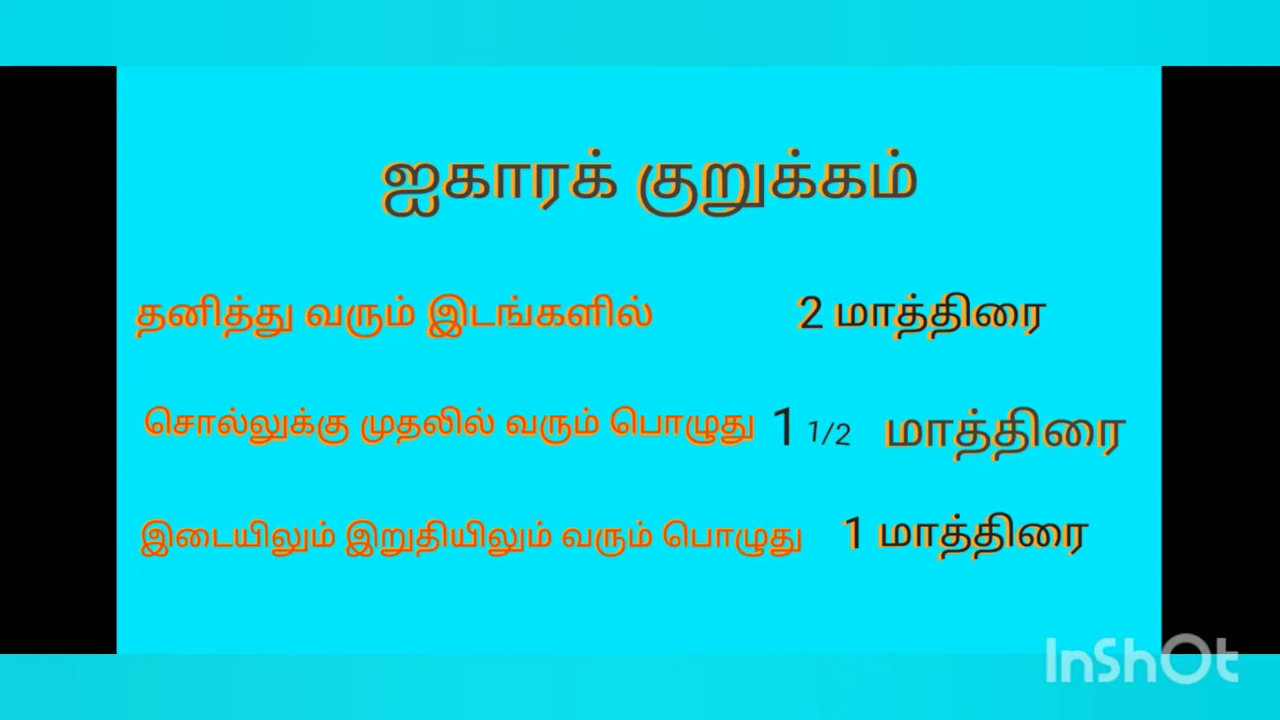 ஐகாரக் குறுக்கம்
தனித்து வரும் இடங்களில் 2 மாத்திரை
சொல்லுக்கு முதலில் வரும் பொழுது 1 1/2 மாத்திரை
இடையிலும் இறுதியிலும் வரும் பொழுது 1 மாத்திரை
InShOt